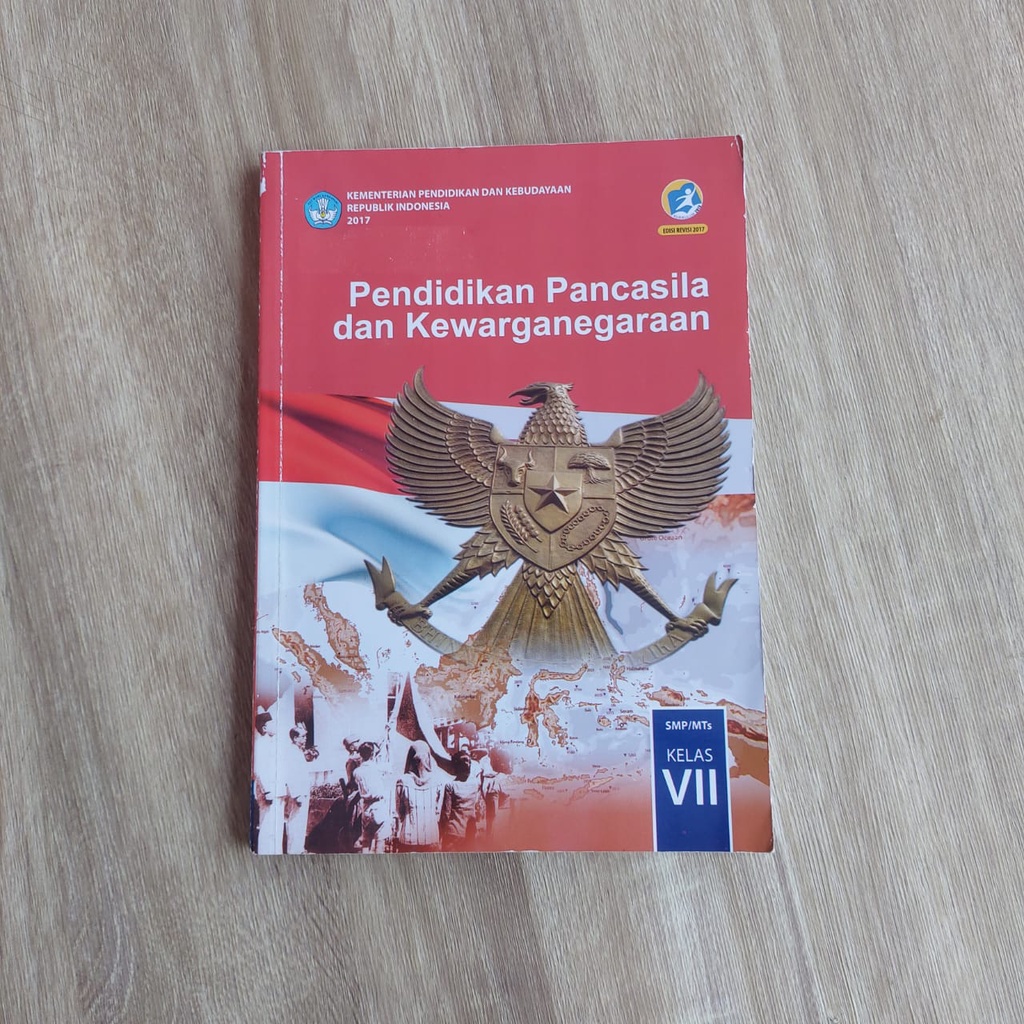 KEMENTERIAN PENDIDIKAN DAN KEBUDAYAAN
REPUBLIK INDONESIA
2017
EDISI REVISI 2017
Pendidikan Pancasila
dan Kewarganegaraan
SMP/MTs
KELAS
VII